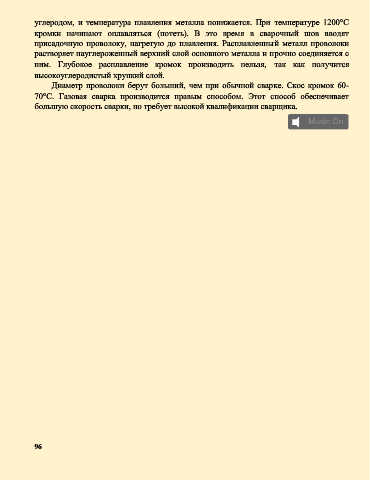 углеродом, и температура плавления металла понижается. При температуре 1200°С
кромки начинают оплавляться (потеть). В это время в сварочный шов вводят
присадочную проволоку, нагретую до плавления. Расплавленный металл проволоки
растворяет науглероженный верхний слой основного металла и прочно соединяется с
ним. Глубокое расплавление кромок производить нельзя, так как получится
высокоуглеродистый хрупкий слой.
Диаметр проволоки берут больший, чем при обычной сварке. Скос кромок 60-
70°С. Газовая сварка производится правым способом. Этот способ обеспечивает
большую скорость сварки, но требует высокой квалификации сварщика.
Music On
96